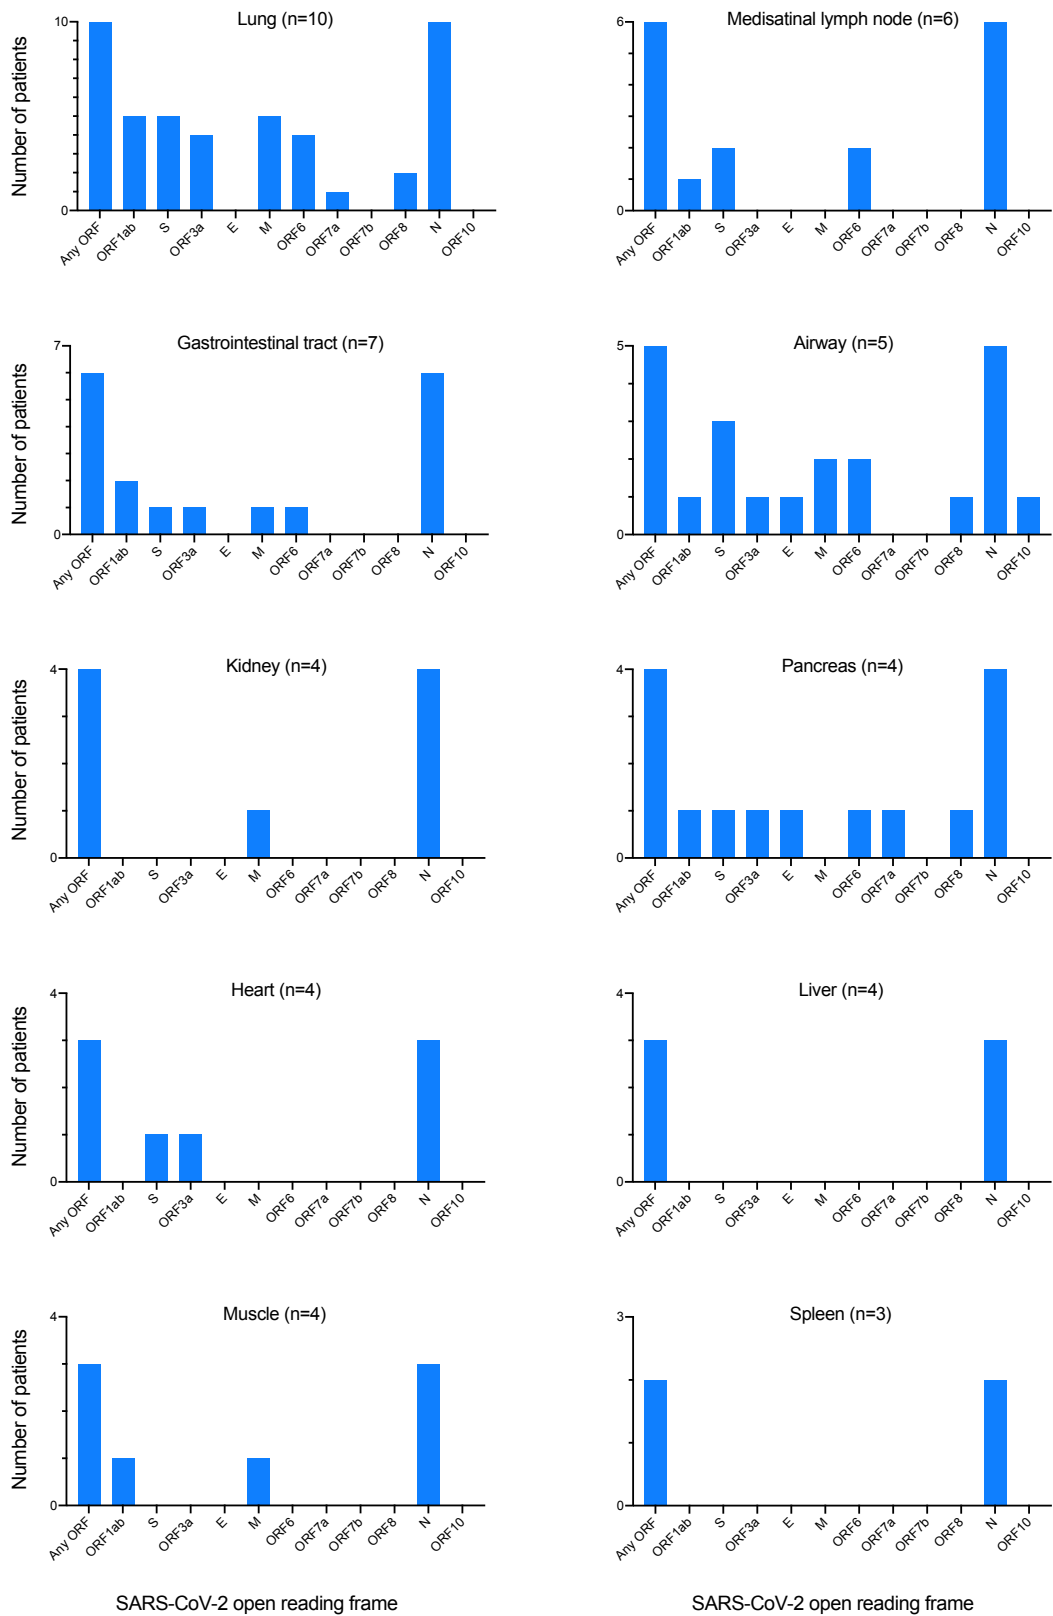 Lung (n=10)
Number of patients
10
0
Any ORF
ORF1ab
S
ORF3a
E
M
ORF6
ORF7a
ORF7b
ORF8
N
ORF10
Medisatinal lymph node (n=6)
6
0
Any ORF
ORF1ab
S
ORF3a
E
M
ORF6
ORF7a
ORF7b
ORF8
N
ORF10
Gastrointestinal tract (n=7)
Number of patients
7
0
Any ORF
ORF1ab
S
ORF3a
E
M
ORF6
ORF7a
ORF7b
ORF8
N
ORF10
Airway (n=5)
5
0
Any ORF
ORF1ab
S
ORF3a
E
M
ORF6
ORF7a
ORF7b
ORF8
N
ORF10
Kidney (n=4)
Number of patients
4
0
Any ORF
ORF1ab
S
ORF3a
E
M
ORF6
ORF7a
ORF7b
ORF8
N
ORF10
Pancreas (n=4)
4
0
Any ORF
ORF1ab
S
ORF3a
E
M
ORF6
ORF7a
ORF7b
ORF8
N
ORF10
Heart (n=4)
Number of patients
4
0
Any ORF
ORF1ab
S
ORF3a
E
M
ORF6
ORF7a
ORF7b
ORF8
N
ORF10
Liver (n=4)
4
0
Any ORF
ORF1ab
S
ORF3a
E
M
ORF6
ORF7a
ORF7b
ORF8
N
ORF10
Muscle (n=4)
Number of patients
4
0
Any ORF
ORF1ab
S
ORF3a
E
M
ORF6
ORF7a
ORF7b
ORF8
N
ORF10
Spleen (n=3)
3
0
Any ORF
ORF1ab
S
ORF3a
E
M
ORF6
ORF7a
ORF7b
ORF8
N
ORF10
SARS-CoV-2 open reading frame
SARS-CoV-2 open reading frame